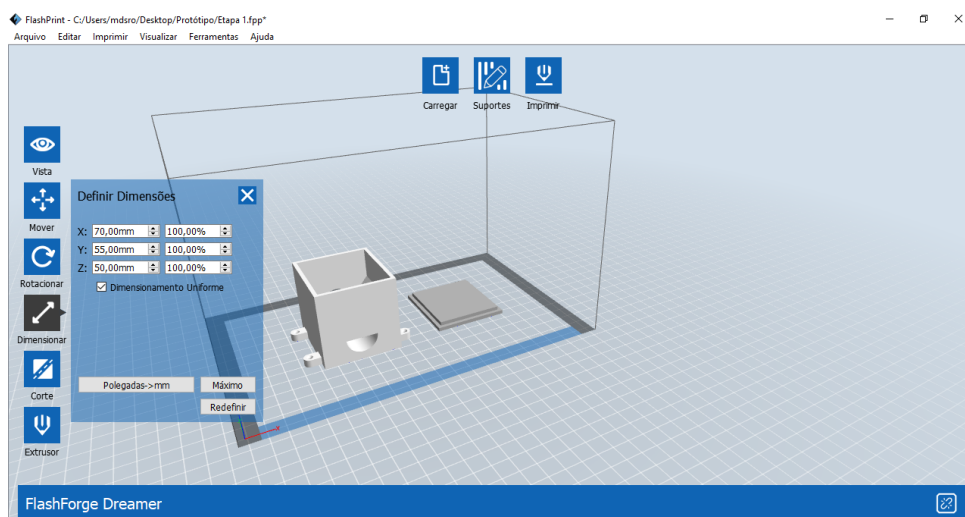 FlashPrint - C:/Users/mdsro/Desktop/Protótipo/Etapa 1.fpp*
Arquivo Editar Imprimir Visualizar Ferramentas Ajuda
Carregar Suportes Imprimir
Vista
Mover
Rotacionar
Dimensionar
Corte
Extrusor
Definir Dimensões
X: 70,00mm 100,00%
Y: 55,00mm 100,00%
Z: 50,00mm 100,00%
Dimensionamento Uniforme
Polegadas->mm Máximo
Redefinir
FlashForge Dreamer